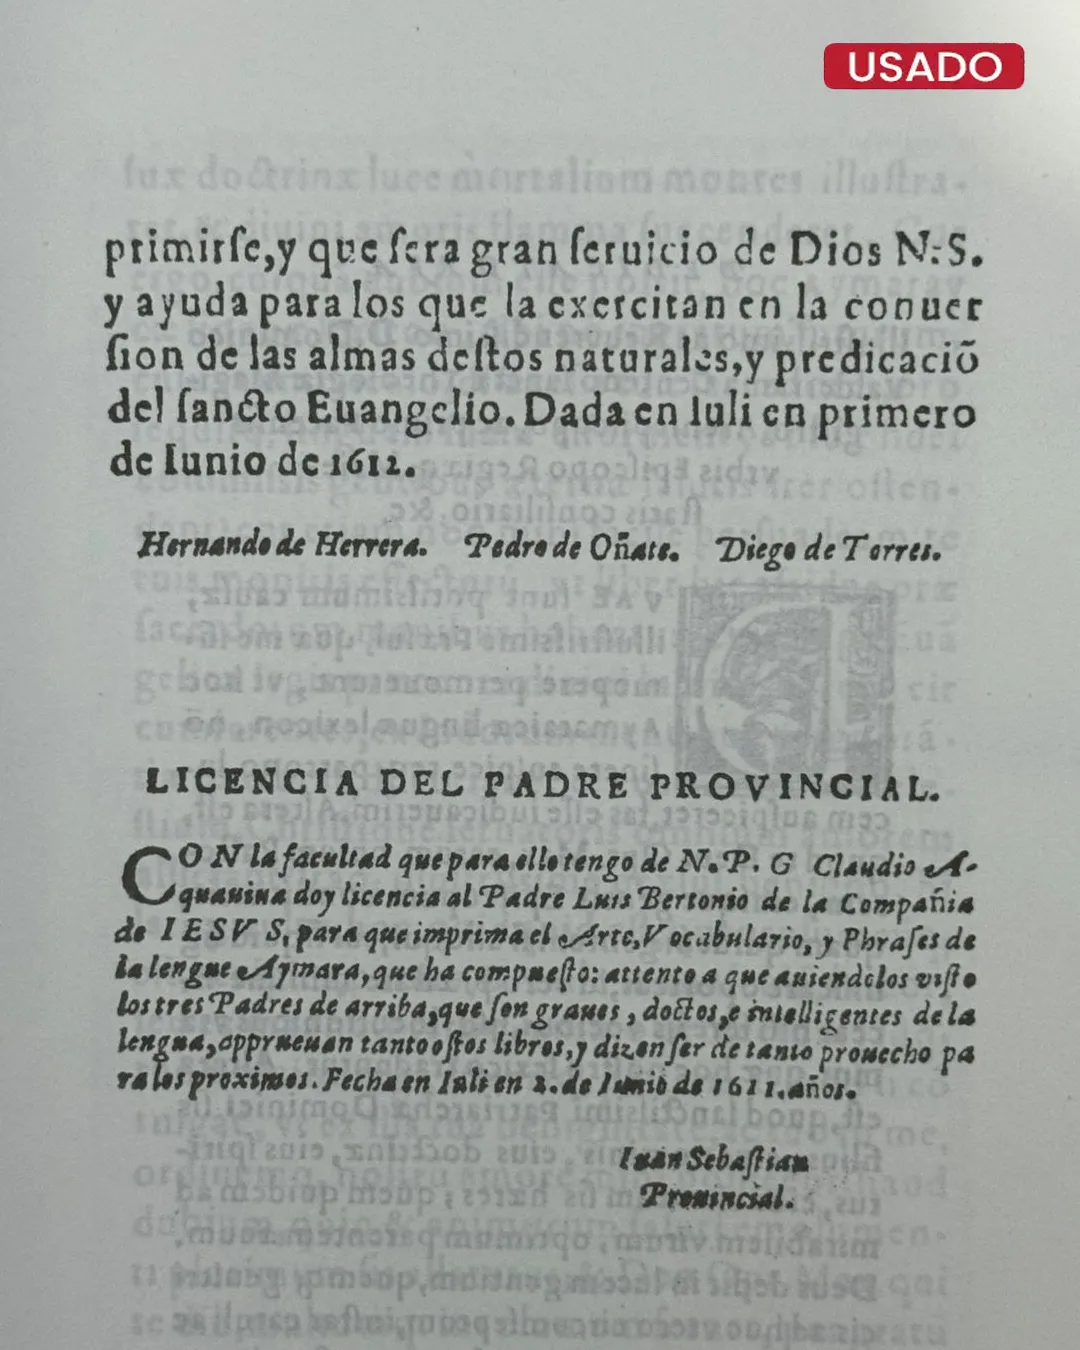 USADO
primirſe,y que ſera gran ſeruicio de Dios N.S.
y ayuda para los que la exercitan en la conuer
ſion de las almas deſtos naturales,y predicaciõ
del ſancto Euangelio. Dada en Iuli en primero
de Iunio de 1612.
Hernando de Herrera. Pedro de Oñate. Diego de Torres.
LICENCIA DEL PADRE PROVINCIAL.
CON la facultad que para ello tengo de N.P. G Claudio A-
quauina doy licencia al Padre Luis Bertonio de la Compañia
de IESVS, para que imprima el Arte,Vocabulario, y Phraſes de
la lengue Aymara,que ha compueſto: attento a que auiendolos viſto
los tres Padres de arriba,que ſon graues, doctos,e intelligentes de la
lengua,apprueuan tanto eſtos libros,y dizen ſer de tanto prouecho pa
ra los proximos. Fecha en Iuli en 2. de Iunio de 1611.años.
Iuan Sebaſtian
Prouincial.